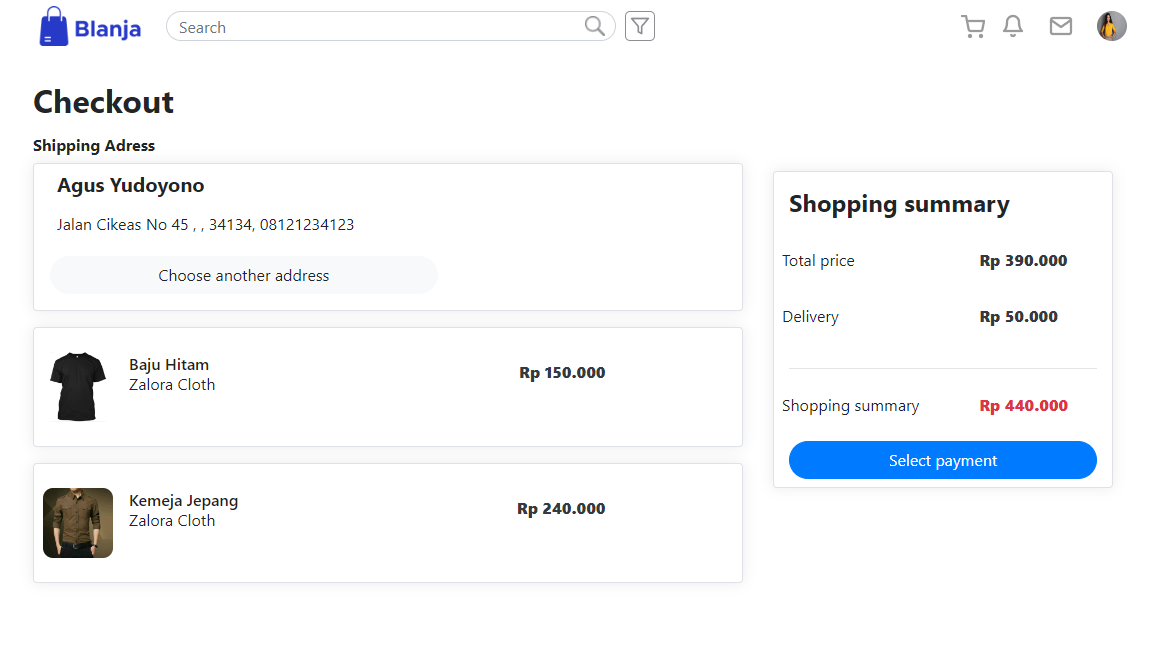 Blanja
Search
Checkout
Shipping Adress
Agus Yudoyono
Jalan Cikeas No 45 , , 34134, 08121234123
Choose another address
Baju Hitam
Zalora Cloth
Rp 150.000
Kemeja Jepang
Zalora Cloth
Rp 240.000
Shopping summary
Total price Rp 390.000
Delivery Rp 50.000
Shopping summary Rp 440.000
Select payment